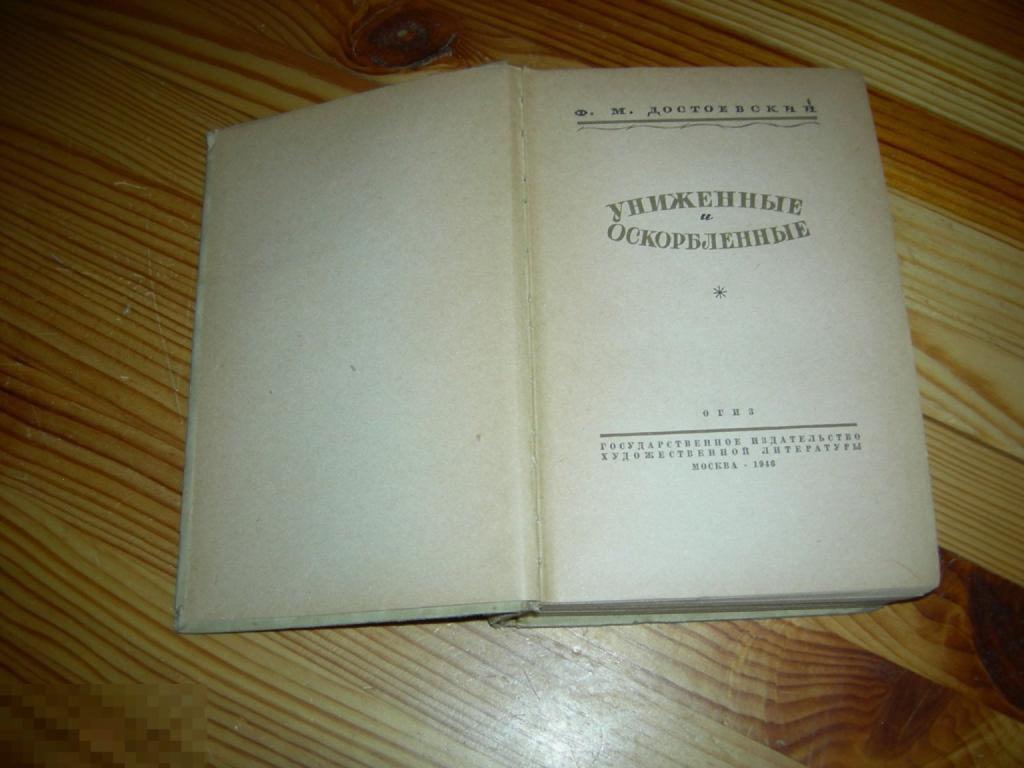 Ф. М. ДОСТОЕВСКИЙ
УНИЖЕННЫЕ
и
ОСКОРБЛЕННЫЕ
*
ОГИЗ
ГОСУДАРСТВЕННОЕ ИЗДАТЕЛЬСТВО
ХУДОЖЕСТВЕННОЙ ЛИТЕРАТУРЫ
МОСКВА - 1946